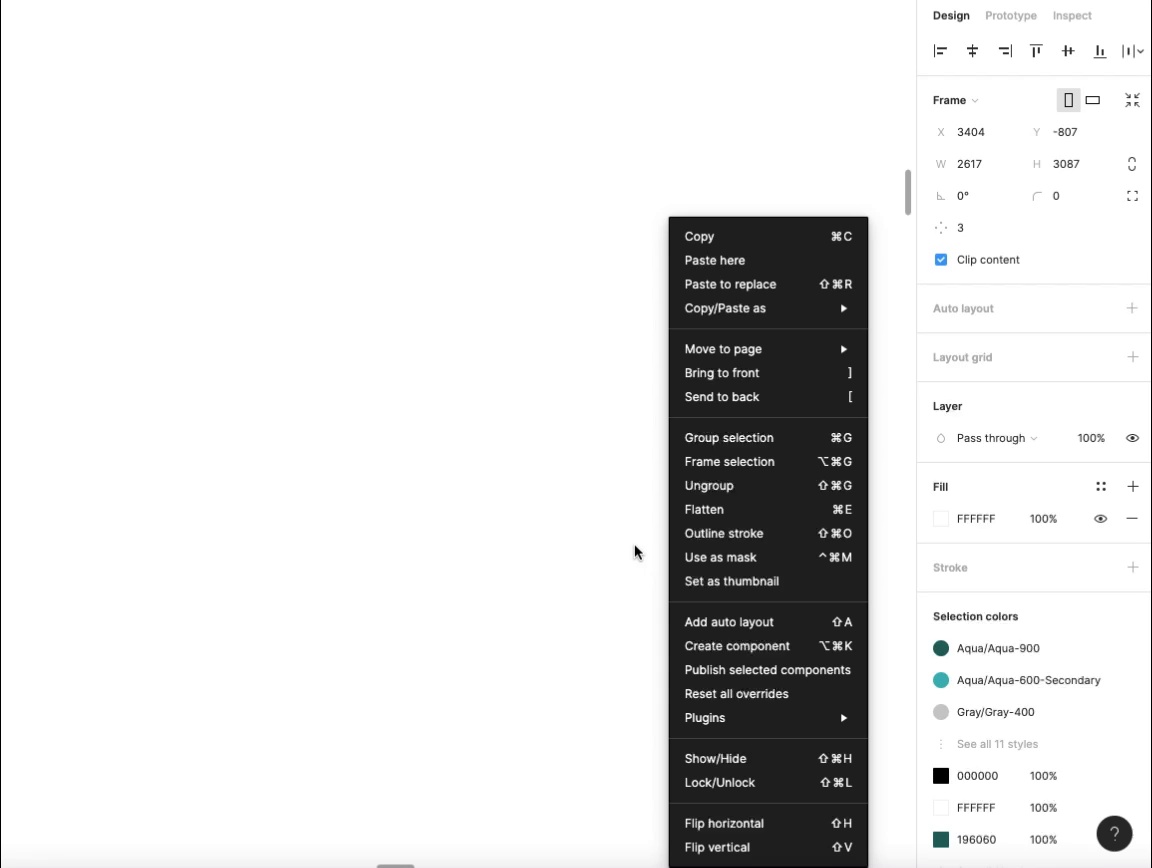 Design Prototype Inspect
Frame
X 3404 Y -807
W 2617 H 3087
0° 0
3
Clip content
Auto layout
Layout grid
Layer
Pass through 100%
Fill
FFFFFF 100%
Stroke
Selection colors
Aqua/Aqua-900
Aqua/Aqua-600-Secondary
Gray/Gray-400
See all 11 styles
000000 100%
FFFFFF 100%
196060 100%
?
Copy ⌘C
Paste here
Paste to replace ⇧⌘R
Copy/Paste as
Move to page
Bring to front ]
Send to back [
Group selection ⌘G
Frame selection ⌥⌘G
Ungroup ⇧⌘G
Flatten ⌘E
Outline stroke ⇧⌘O
Use as mask ^⌘M
Set as thumbnail
Add auto layout ⇧A
Create component ⌥⌘K
Publish selected components
Reset all overrides
Plugins
Show/Hide ⇧⌘H
Lock/Unlock ⇧⌘L
Flip horizontal ⇧H
Flip vertical ⇧V